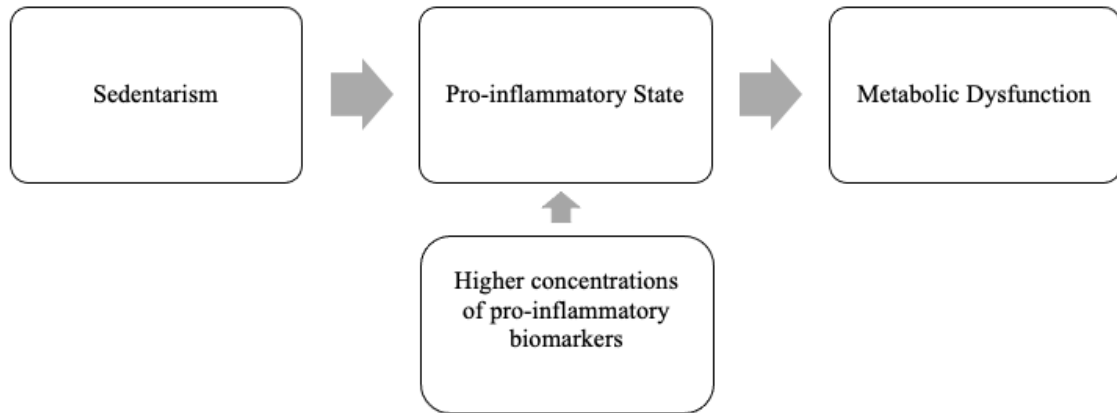 Sedentarism
Pro-inflammatory State
Metabolic Dysfunction
Higher concentrations
of pro-inflammatory
biomarkers